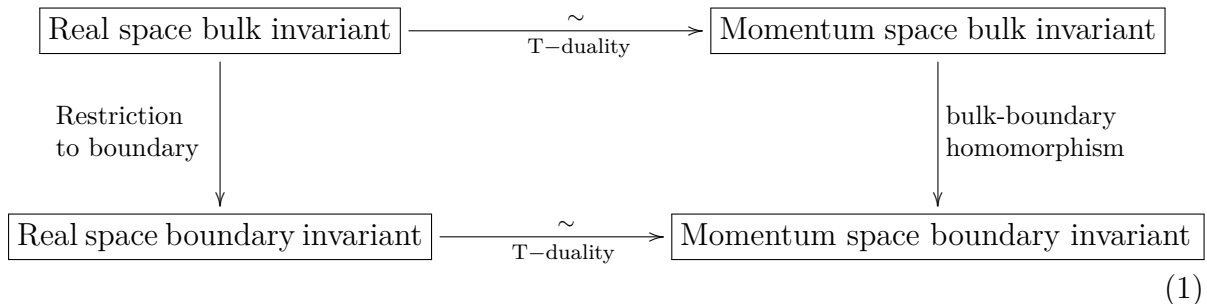 Real space bulk invariant
∼
T−duality
Momentum space bulk invariant
Restriction
to boundary
bulk-boundary
homomorphism
Real space boundary invariant
∼
T−duality
Momentum space boundary invariant
(1)